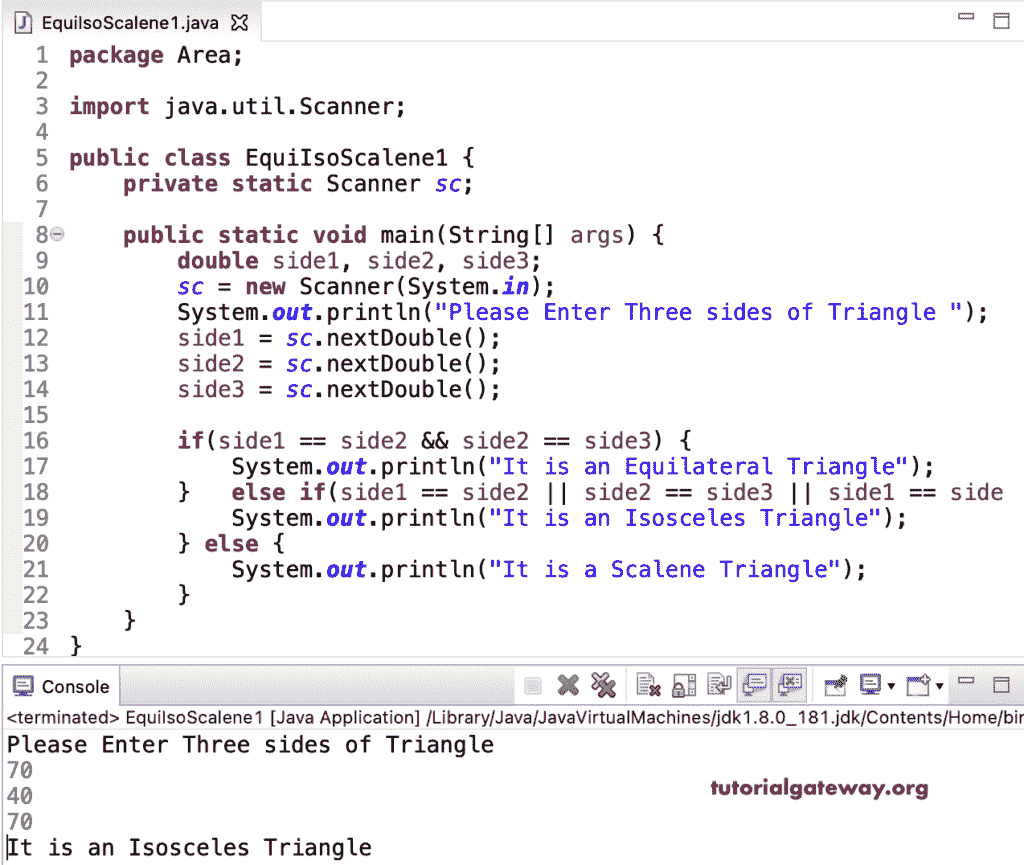 EquiIsoScalene1.java
1 package Area;
2
3 import java.util.Scanner;
4
5 public class EquiIsoScalene1 {
6     private static Scanner sc;
7
8     public static void main(String[] args) {
9         double side1, side2, side3;
10         sc = new Scanner(System.in);
11         System.out.println("Please Enter Three sides of Triangle ");
12         side1 = sc.nextDouble();
13         side2 = sc.nextDouble();
14         side3 = sc.nextDouble();
15
16         if(side1 == side2 && side2 == side3) {
17             System.out.println("It is an Equilateral Triangle");
18         }   else if(side1 == side2 || side2 == side3 || side1 == side
19             System.out.println("It is an Isosceles Triangle");
20         } else {
21             System.out.println("It is a Scalene Triangle");
22         }
23     }
24 }
Console
<terminated> EquiIsoScalene1 [Java Application] /Library/Java/JavaVirtualMachines/jdk1.8.0_181.jdk/Contents/Home/bin
Please Enter Three sides of Triangle
70
40
70
It is an Isosceles Triangle
tutorialgateway.org